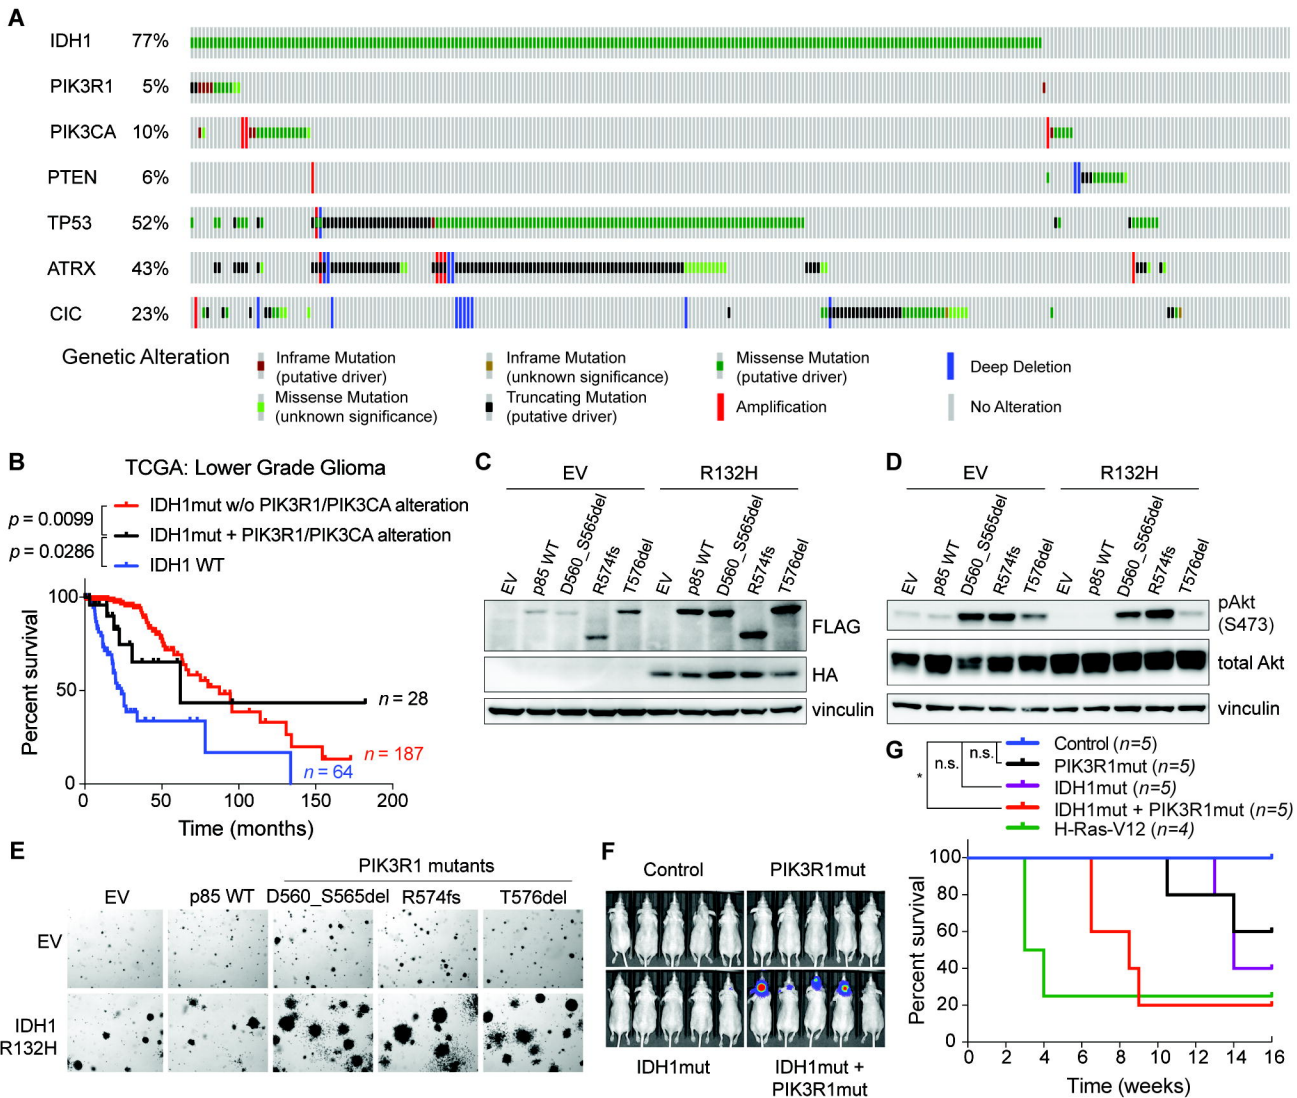 A
IDH1 77%
PIK3R1 5%
PIK3CA 10%
PTEN 6%
TP53 52%
ATRX 43%
CIC 23%
Genetic Alteration
Inframe Mutation
(putative driver)
Inframe Mutation
(unknown significance)
Missense Mutation
(putative driver)
Deep Deletion
Missense Mutation
(unknown significance)
Truncating Mutation
(putative driver)
Amplification
No Alteration
B
TCGA: Lower Grade Glioma
p = 0.0099
p = 0.0286
IDH1mut w/o PIK3R1/PIK3CA alteration
IDH1mut + PIK3R1/PIK3CA alteration
IDH1 WT
Percent survival
100
50
0
n = 28
n = 187
n = 64
0 50 100 150 200
Time (months)
C
EV R132H
EV p85 WT D560_S565del R574fs T576del EV p85 WT D560_S565del R574fs T576del
FLAG
HA
vinculin
D
EV R132H
EV p85 WT D560_S565del R574fs T576del EV p85 WT D560_S565del R574fs T576del
pAkt
(S473)
total Akt
vinculin
E
PIK3R1 mutants
EV p85 WT D560_S565del R574fs T576del
EV
IDH1
R132H
F
Control PIK3R1mut
IDH1mut IDH1mut +
PIK3R1mut
G
* n.s. n.s.
Control (n=5)
PIK3R1mut (n=5)
IDH1mut (n=5)
IDH1mut + PIK3R1mut (n=5)
H-Ras-V12 (n=4)
Percent survival
100
80
60
40
20
0
0 2 4 6 8 10 12 14 16
Time (weeks)